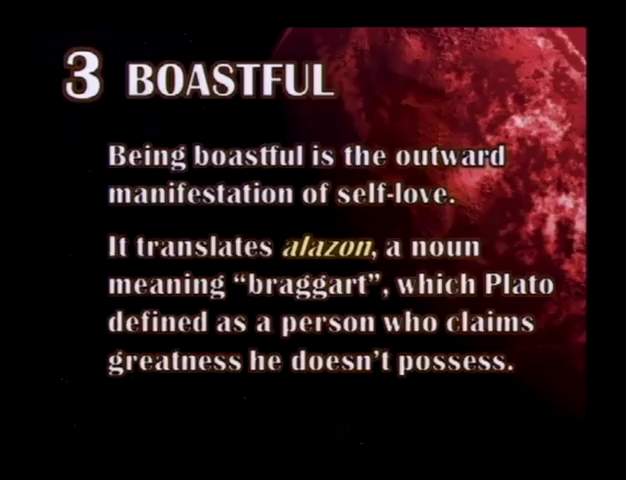 3 BOASTFUL
Being boastful is the outward
manifestation of self-love.
It translates alazon, a noun
meaning “braggart”, which Plato
defined as a person who claims
greatness he doesn’t possess.